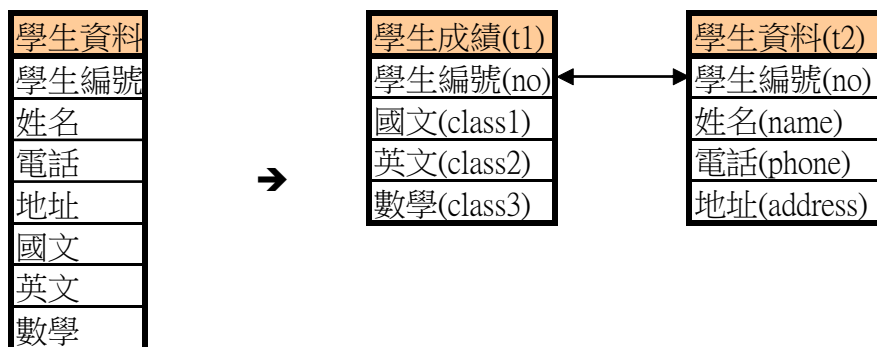 學生資料
學生編號
姓名
電話
地址
國文
英文
數學
學生成績(t1)
學生編號(no)
國文(class1)
英文(class2)
數學(class3)
學生資料(t2)
學生編號(no)
姓名(name)
電話(phone)
地址(address)